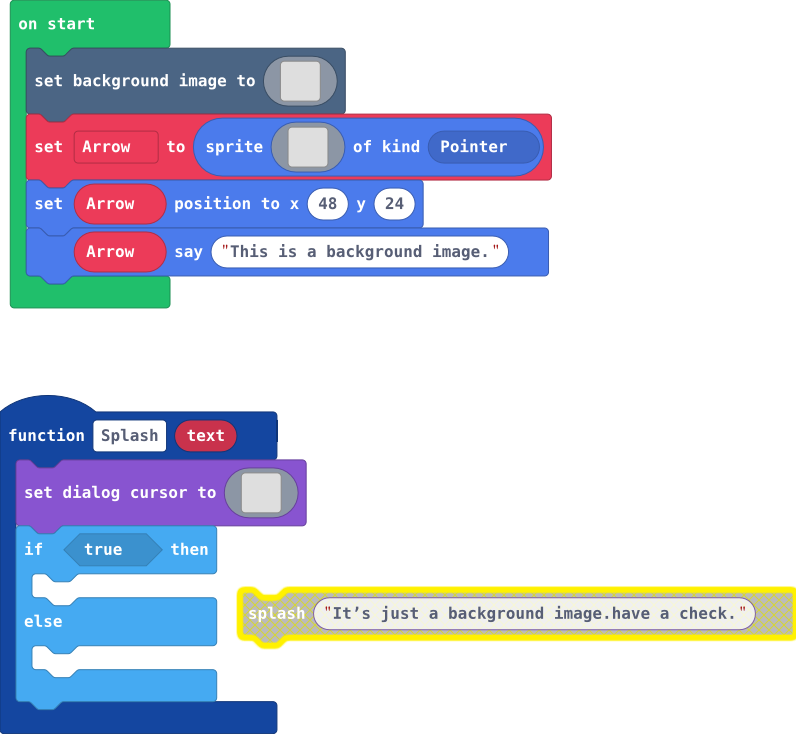 on start
set background image to
set Arrow to sprite of kind Pointer
set Arrow position to x 48 y 24
Arrow say "This is a background image."
function Splash text
set dialog cursor to
if true then
splash "It’s just a background image.have a check."
else